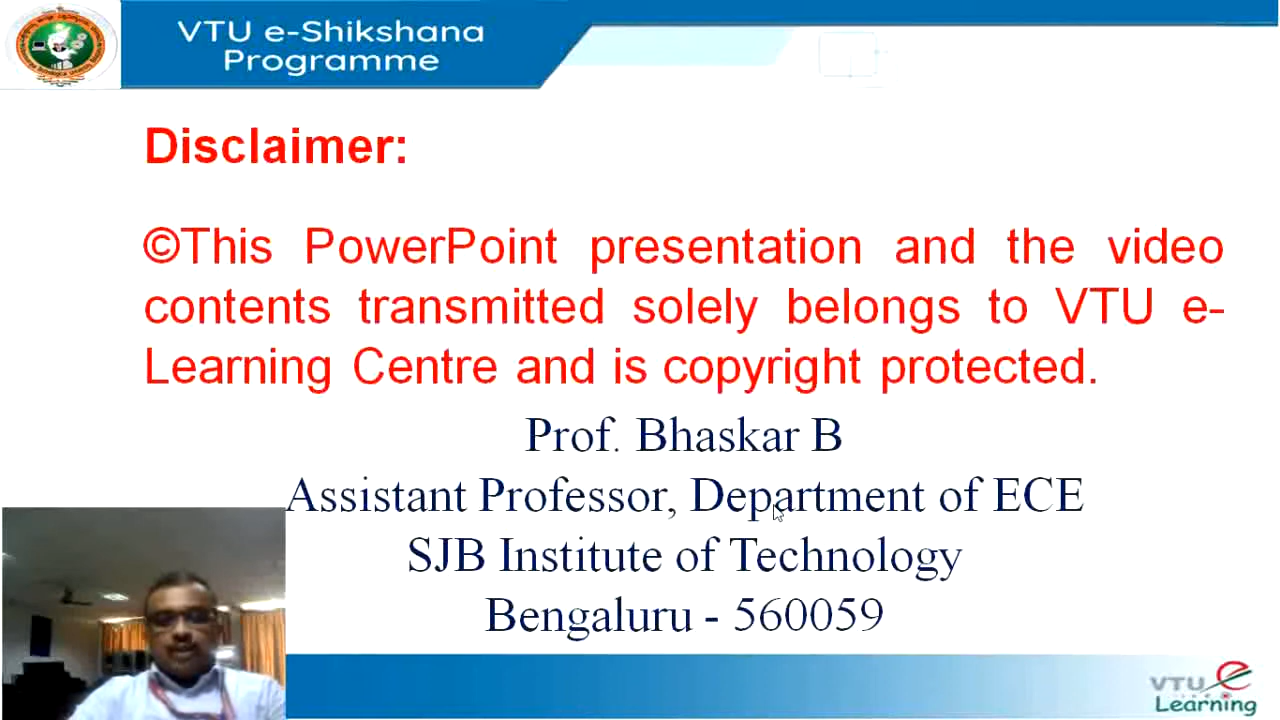 VTU e-Shikshana
Programme
Disclaimer:
©This PowerPoint presentation and the video
contents transmitted solely belongs to VTU e-
Learning Centre and is copyright protected.
Prof. Bhaskar B
Assistant Professor, Department of ECE
SJB Institute of Technology
Bengaluru - 560059
VTU e
Learning